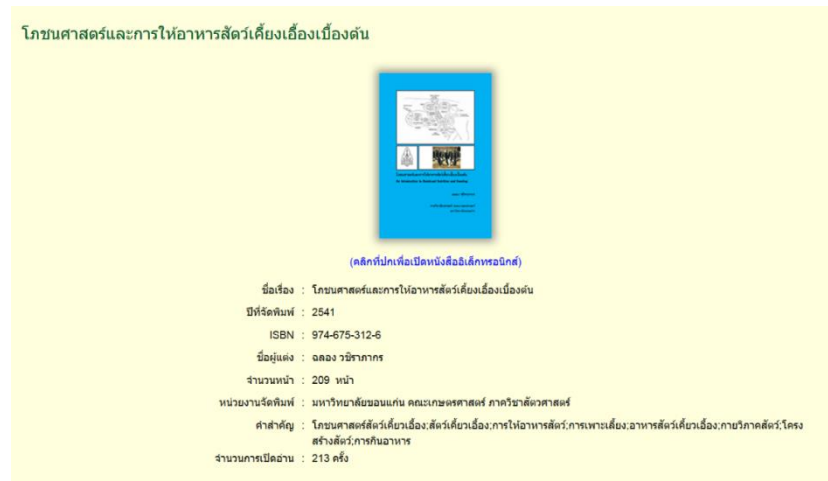 โภชนศาสตร์และการให้อาหารสัตว์เคี้ยงเอื้องเบื้องต้น
(คลิกที่ปกเพื่อเปิดหนังสืออิเล็กทรอนิกส์)
ชื่อเรื่อง : โภชนศาสตร์และการให้อาหารสัตว์เคี้ยงเอื้องเบื้องต้น
ปีที่จัดพิมพ์ : 2541
ISBN : 974-675-312-6
ชื่อผู้แต่ง : ฉลอง วชิราภากร
จำนวนหน้า : 209 หน้า
หน่วยงานจัดพิมพ์ : มหาวิทยาลัยขอนแก่น คณะเกษตรศาสตร์ ภาควิชาสัตวศาสตร์
คำสำคัญ : โภชนศาสตร์สัตว์เคี้ยวเอื้อง;สัตว์เคี้ยวเอื้อง;การให้อาหารสัตว์;การเพาะเลี้ยง;อาหารสัตว์เคี้ยวเอื้อง;กายวิภาคสัตว์;โครง
สร้างสัตว์;การกินอาหาร
จำนวนการเปิดอ่าน : 213 ครั้ง